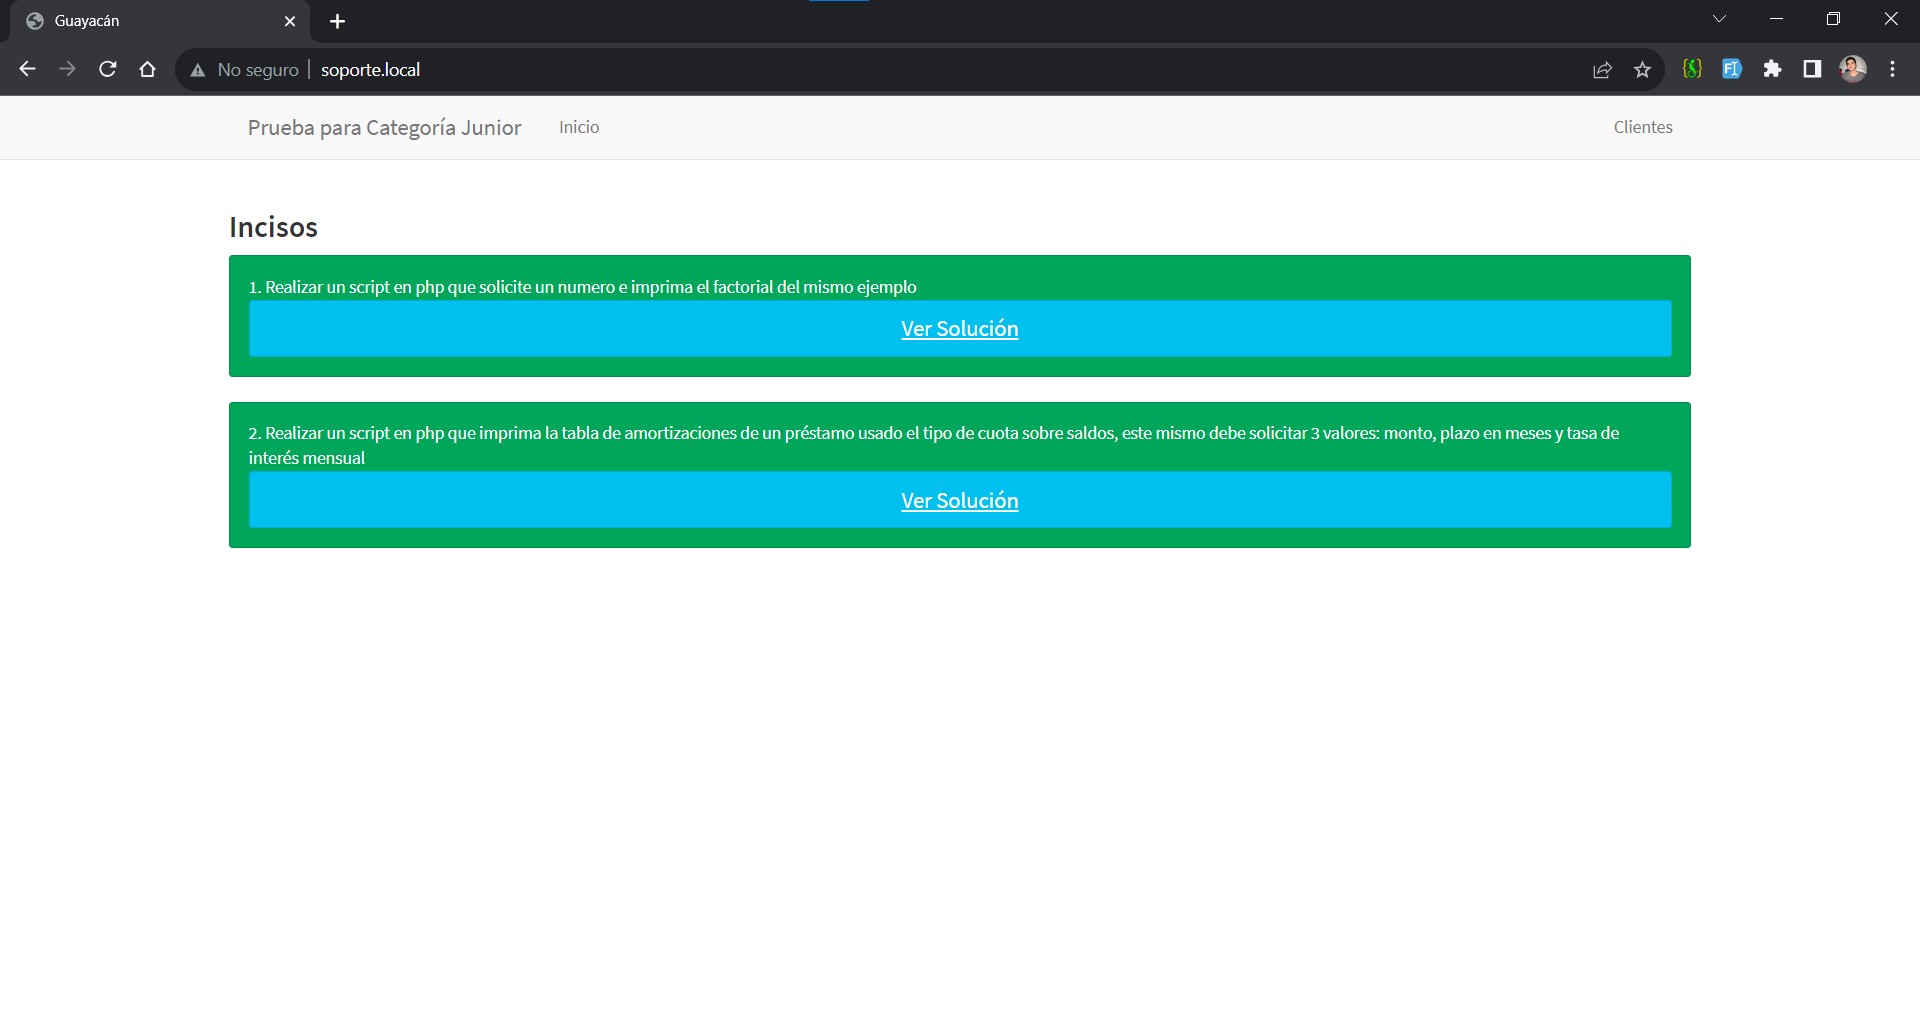 Guayacán
No seguro
soporte.local
Prueba para Categoría Junior
Inicio
Clientes
Incisos
1. Realizar un script en php que solicite un numero e imprima el factorial del mismo ejemplo
Ver Solución
2. Realizar un script en php que imprima la tabla de amortizaciones de un préstamo usado el tipo de cuota sobre saldos, este mismo debe solicitar 3 valores: monto, plazo en meses y tasa de
interés mensual
Ver Solución